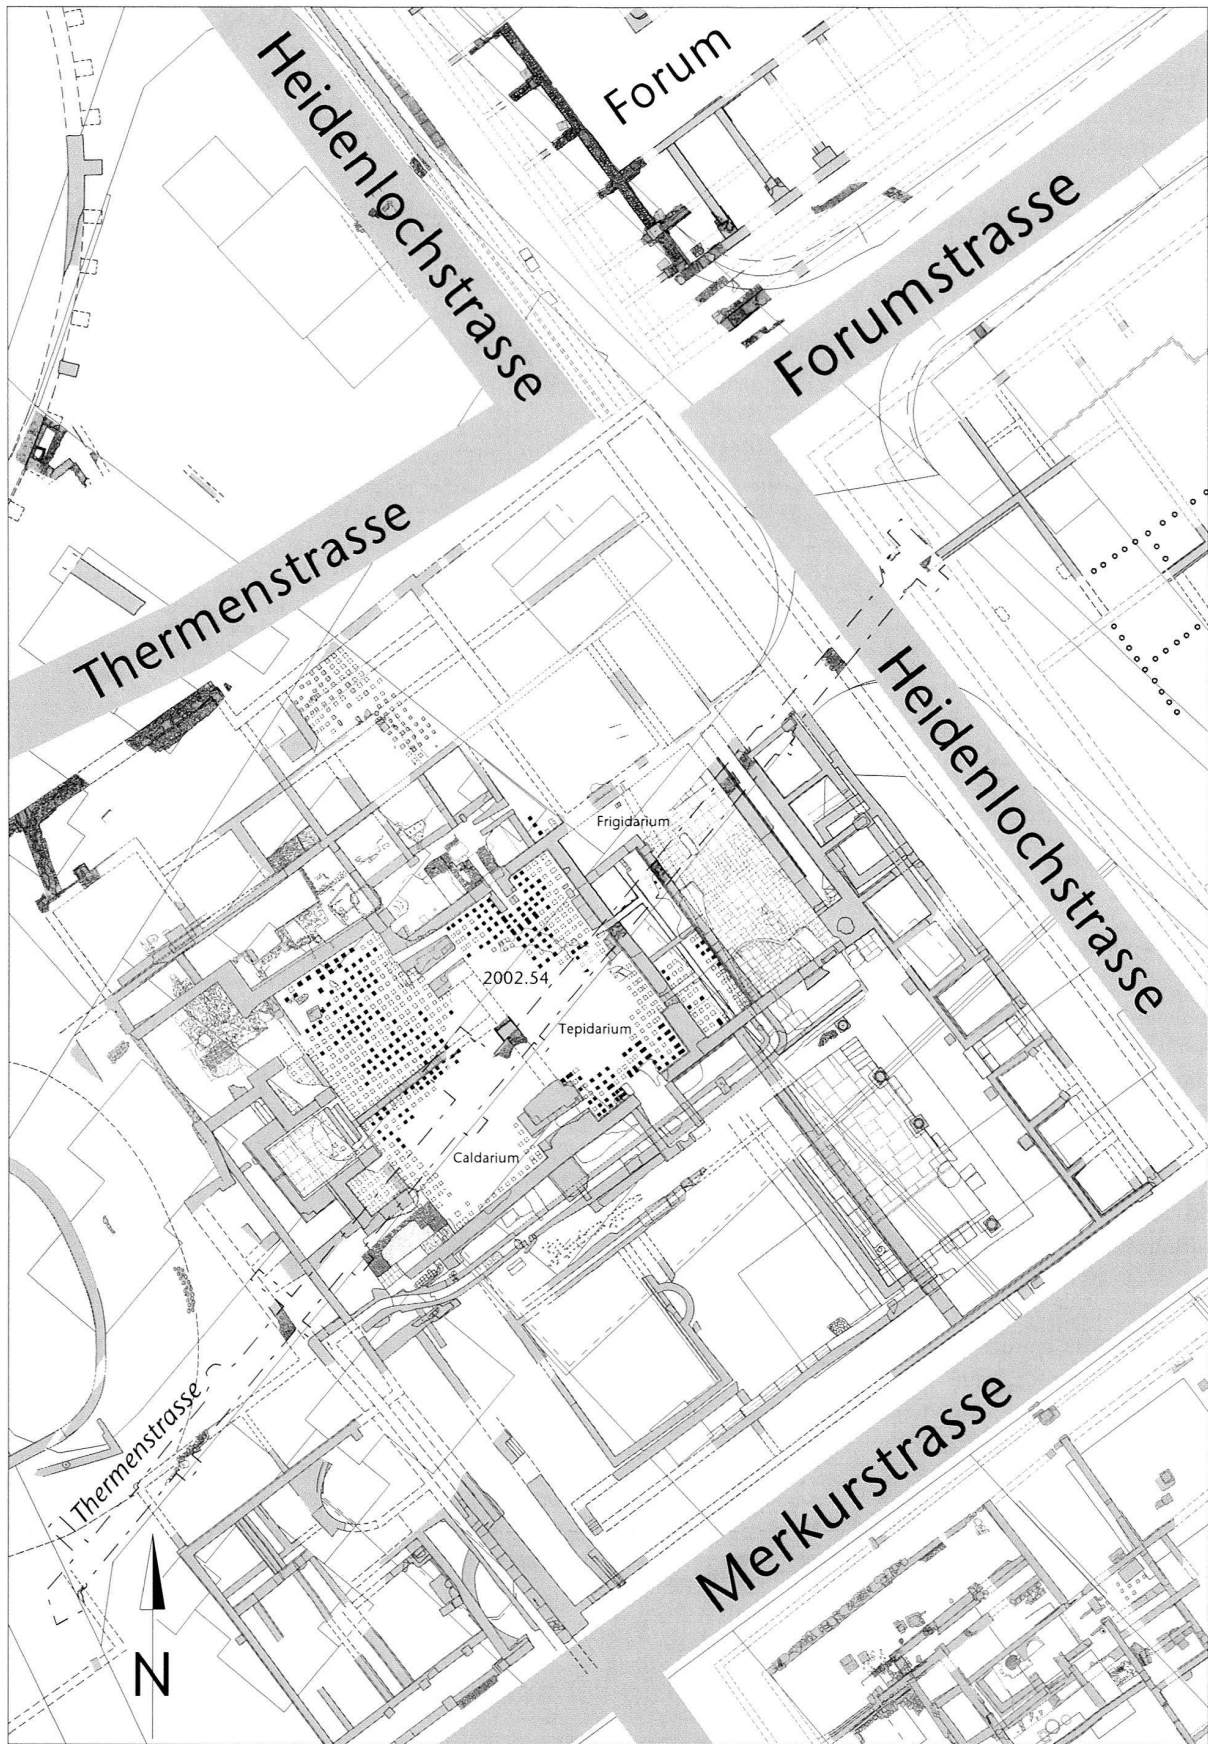 Heidenlochstrasse
Forum
Forumstrasse
Thermenstrasse
Heidenlochstrasse
Frigidarium
2002.54
Tepidarium
Caldarium
Thermenstrasse
Merkurstrasse
N